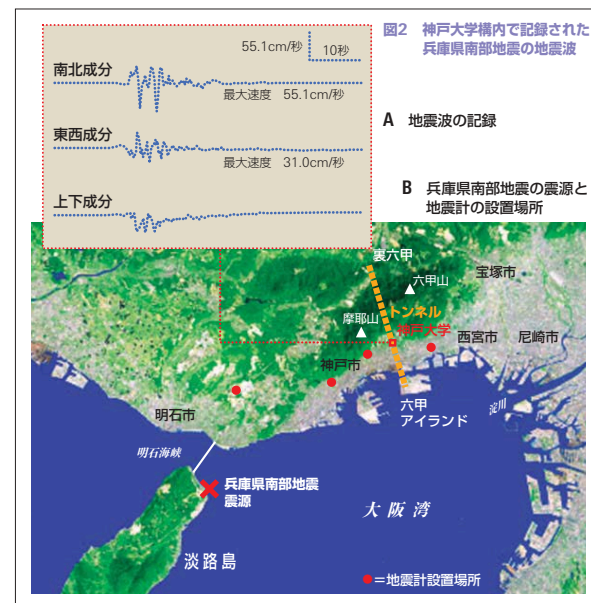 図2 神戸大学構内で記録された
兵庫県南部地震の地震波
55.1cm/秒
10秒
南北成分
最大速度 55.1cm/秒
東西成分
最大速度 31.0cm/秒
上下成分
A 地震波の記録
B 兵庫県南部地震の震源と
地震計の設置場所
裏六甲
六甲山
宝塚市
トンネル
摩耶山
神戸大学
西宮市
尼崎市
神戸市
六甲
アイランド
淀川
明石市
明石海峡
兵庫県南部地震
震源
大阪湾
淡路島
●=地震計設置場所